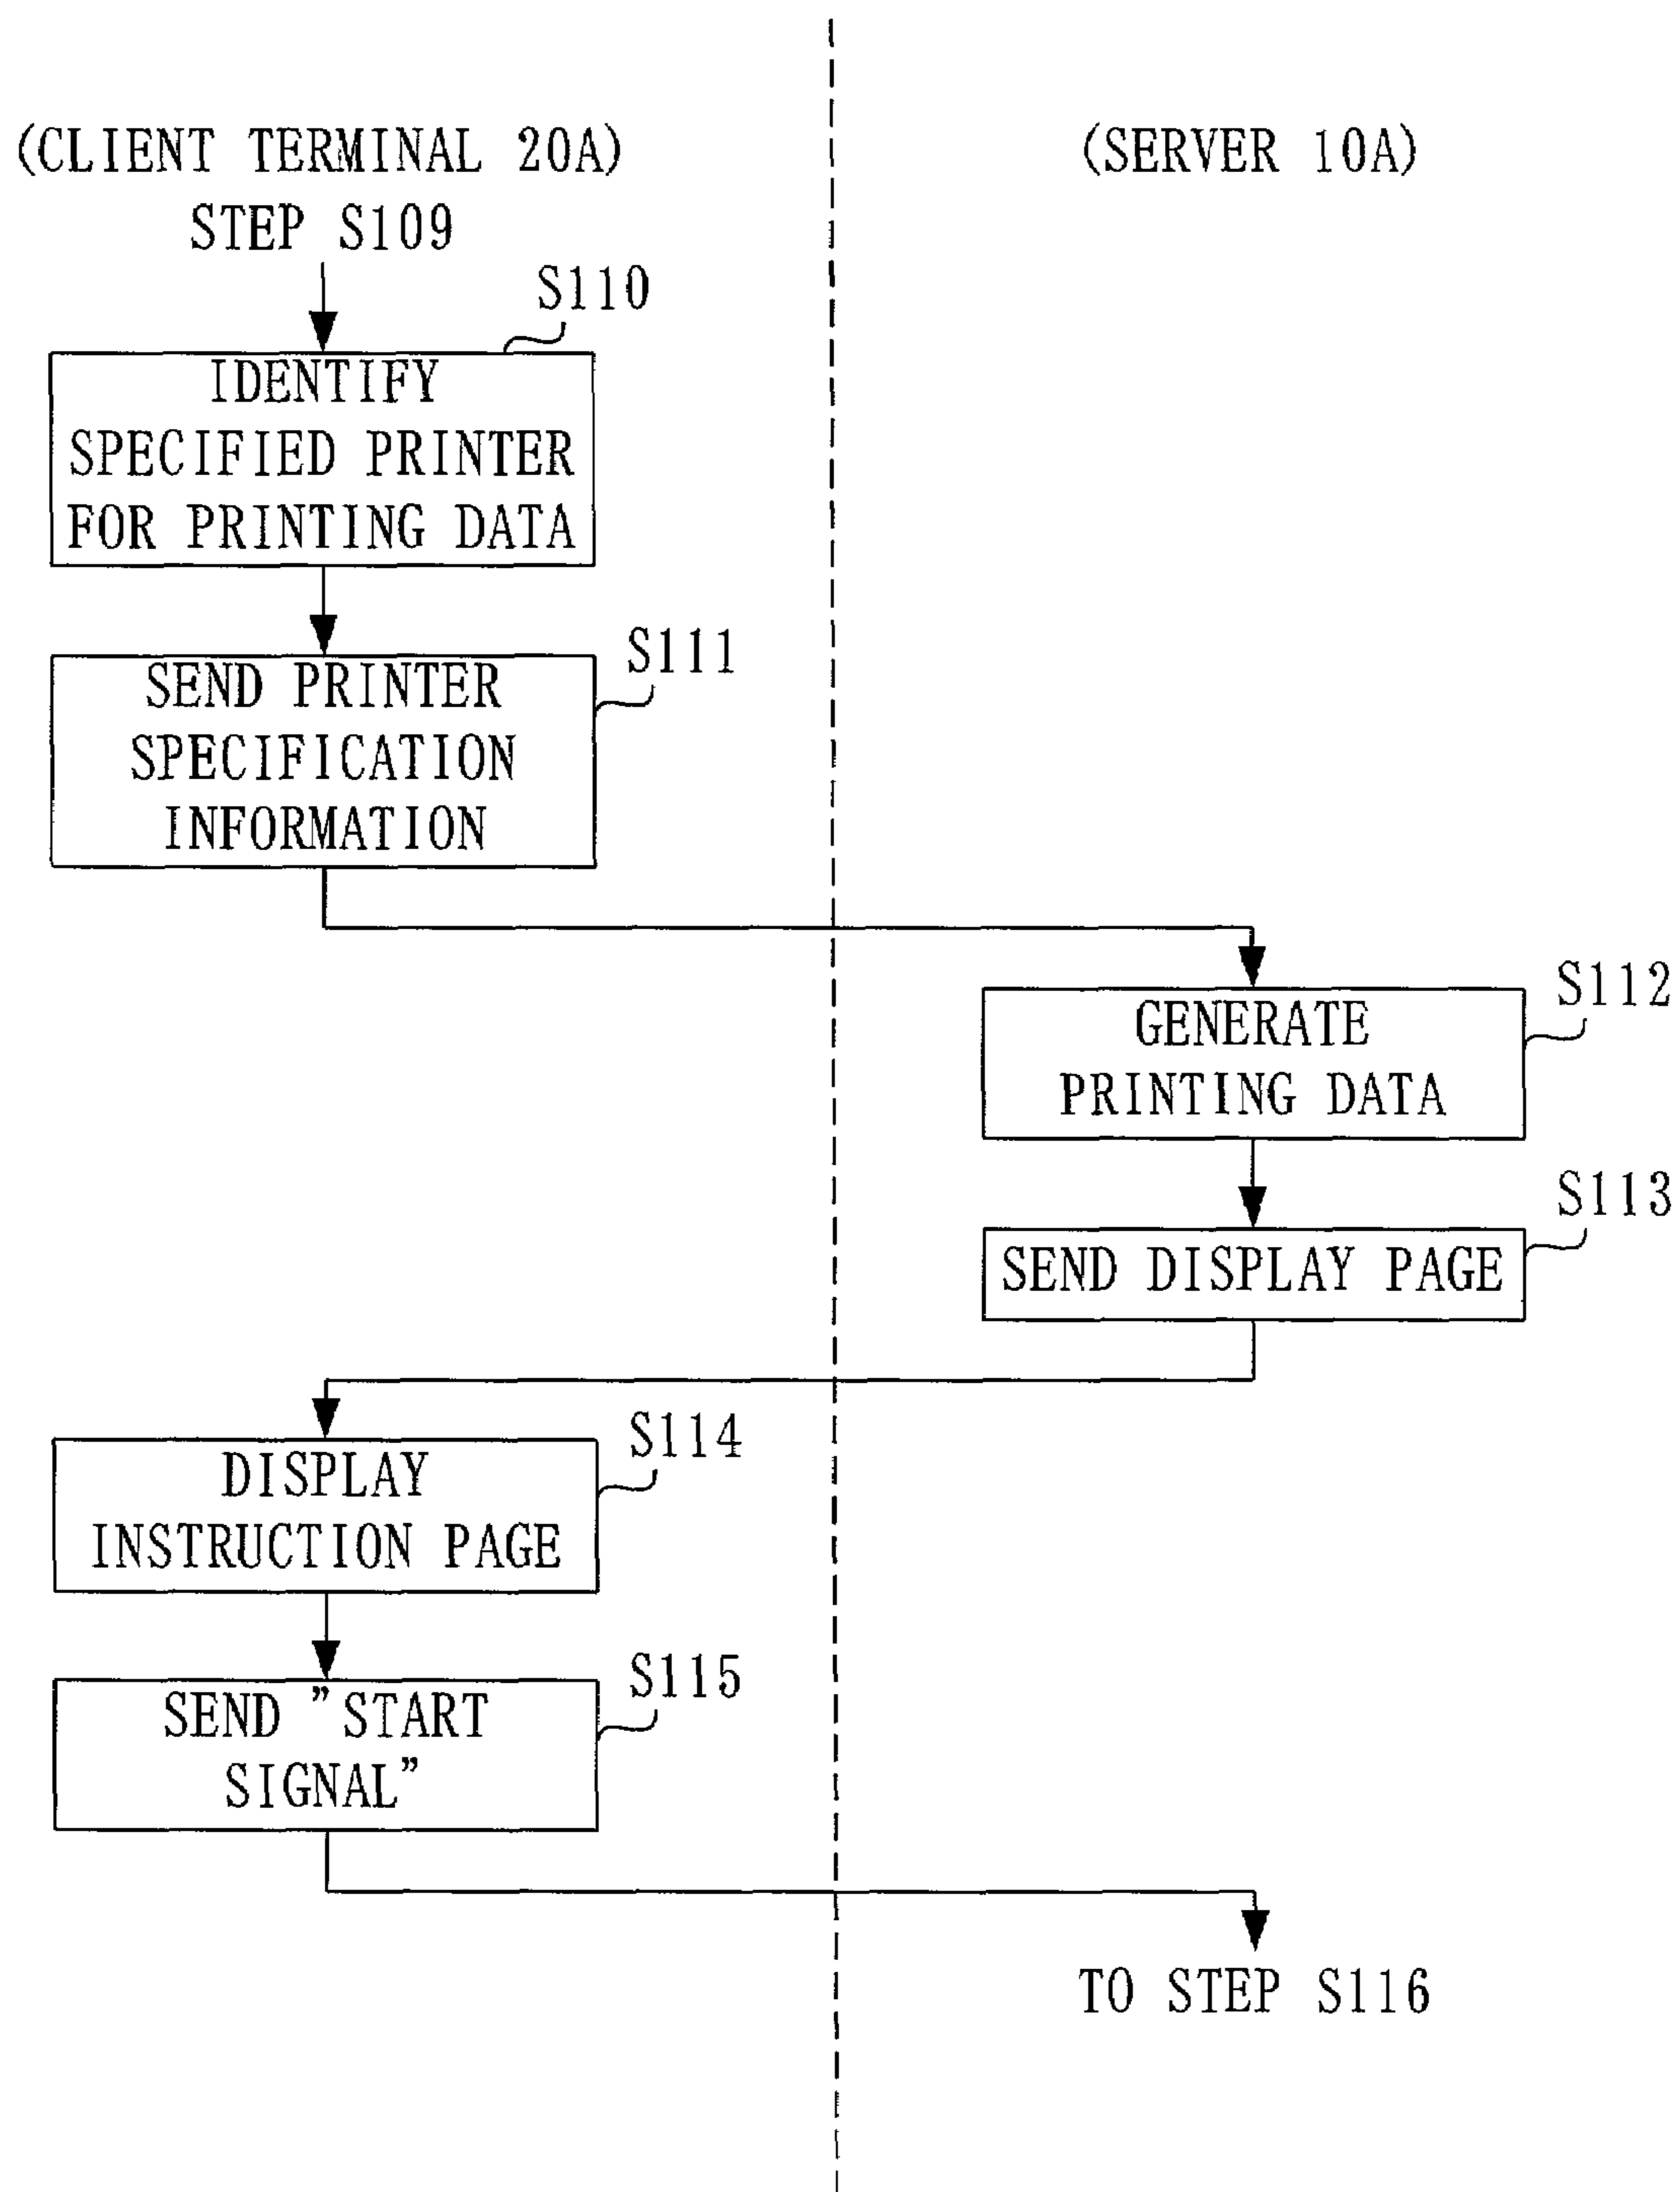 (CLIENT TERMINAL 20A)
(SERVER 10A)
STEP S109
S110
IDENTIFY
SPECIFIED PRINTER
FOR PRINTING DATA
S111
SEND PRINTER
SPECIFICATION
INFORMATION
S112
GENERATE
PRINTING DATA
S113
SEND DISPLAY PAGE
S114
DISPLAY
INSTRUCTION PAGE
S115
SEND ”START
SIGNAL”
TO STEP S116